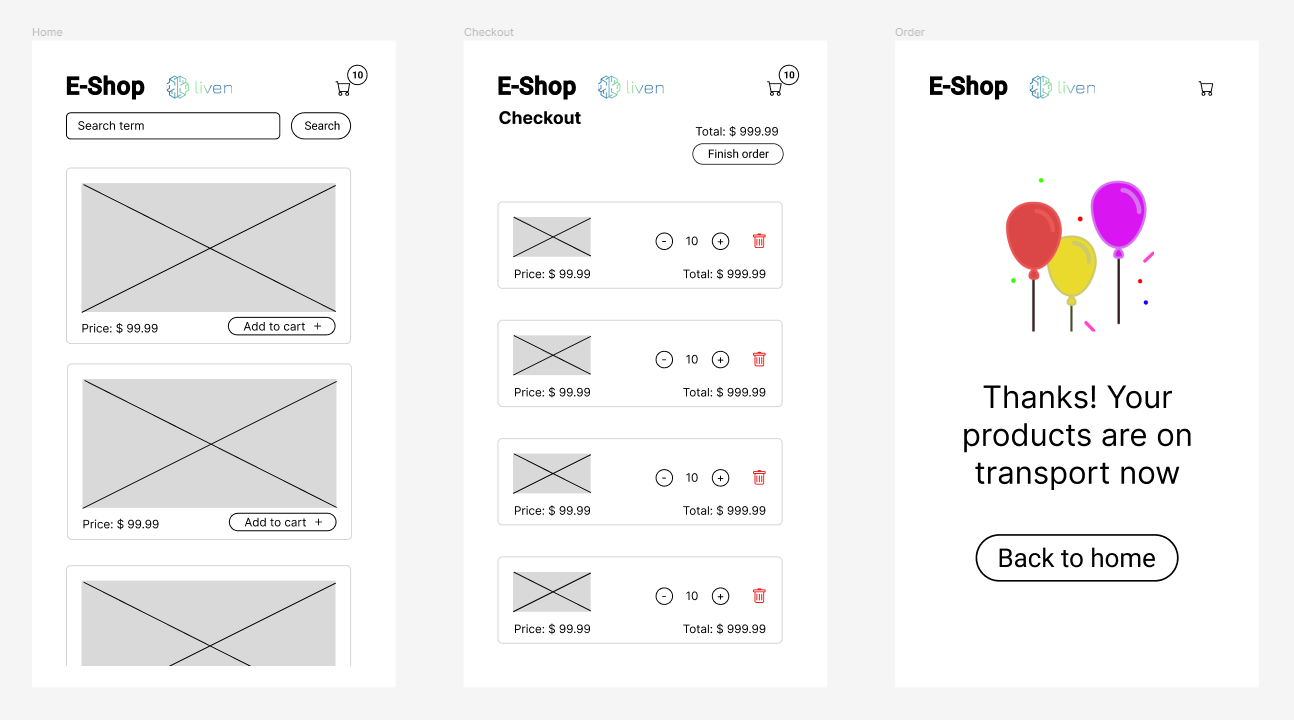 Home
E-Shop
liven
10
Search term
Search
Price: $ 99.99
Add to cart +
Price: $ 99.99
Add to cart +
Checkout
E-Shop
liven
10
Checkout
Total: $ 999.99
Finish order
- 10 +
Price: $ 99.99
Total: $ 999.99
- 10 +
Price: $ 99.99
Total: $ 999.99
- 10 +
Price: $ 99.99
Total: $ 999.99
- 10 +
Price: $ 99.99
Total: $ 999.99
Order
E-Shop
liven
Thanks! Your
products are on
transport now
Back to home